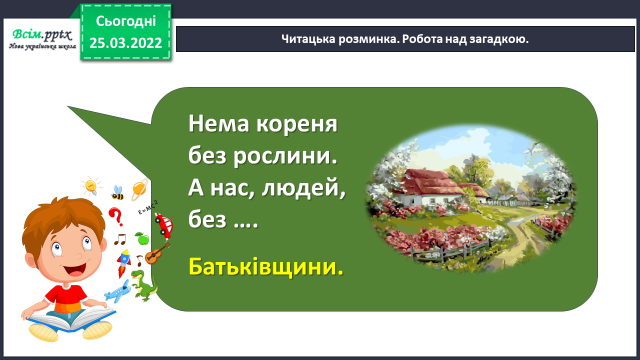 Всім.pptx
Нова українська школа
Сьогодні
25.03.2022
Читацька розминка. Робота над загадкою.
Нема кореня
без рослини.
А нас, людей,
без ….
Батьківщини.
E=Mc2